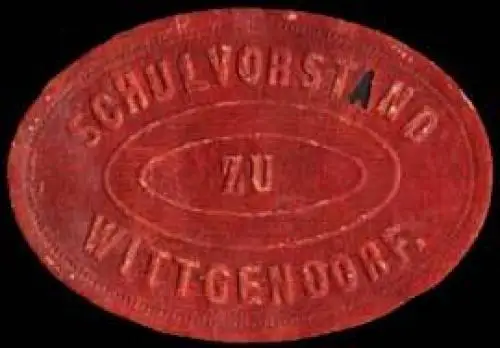 SCHULVORSTAND
ZU
WITTGENDORF.